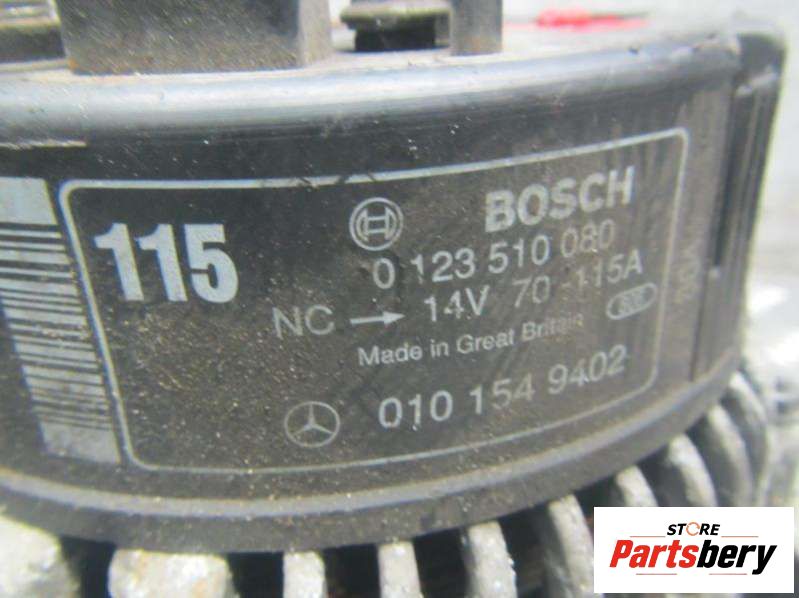 115
BOSCH
0 123 510 080
NC → 14V 70-115A
Made in Great Britain
010 154 9402
STORE
Partsbery